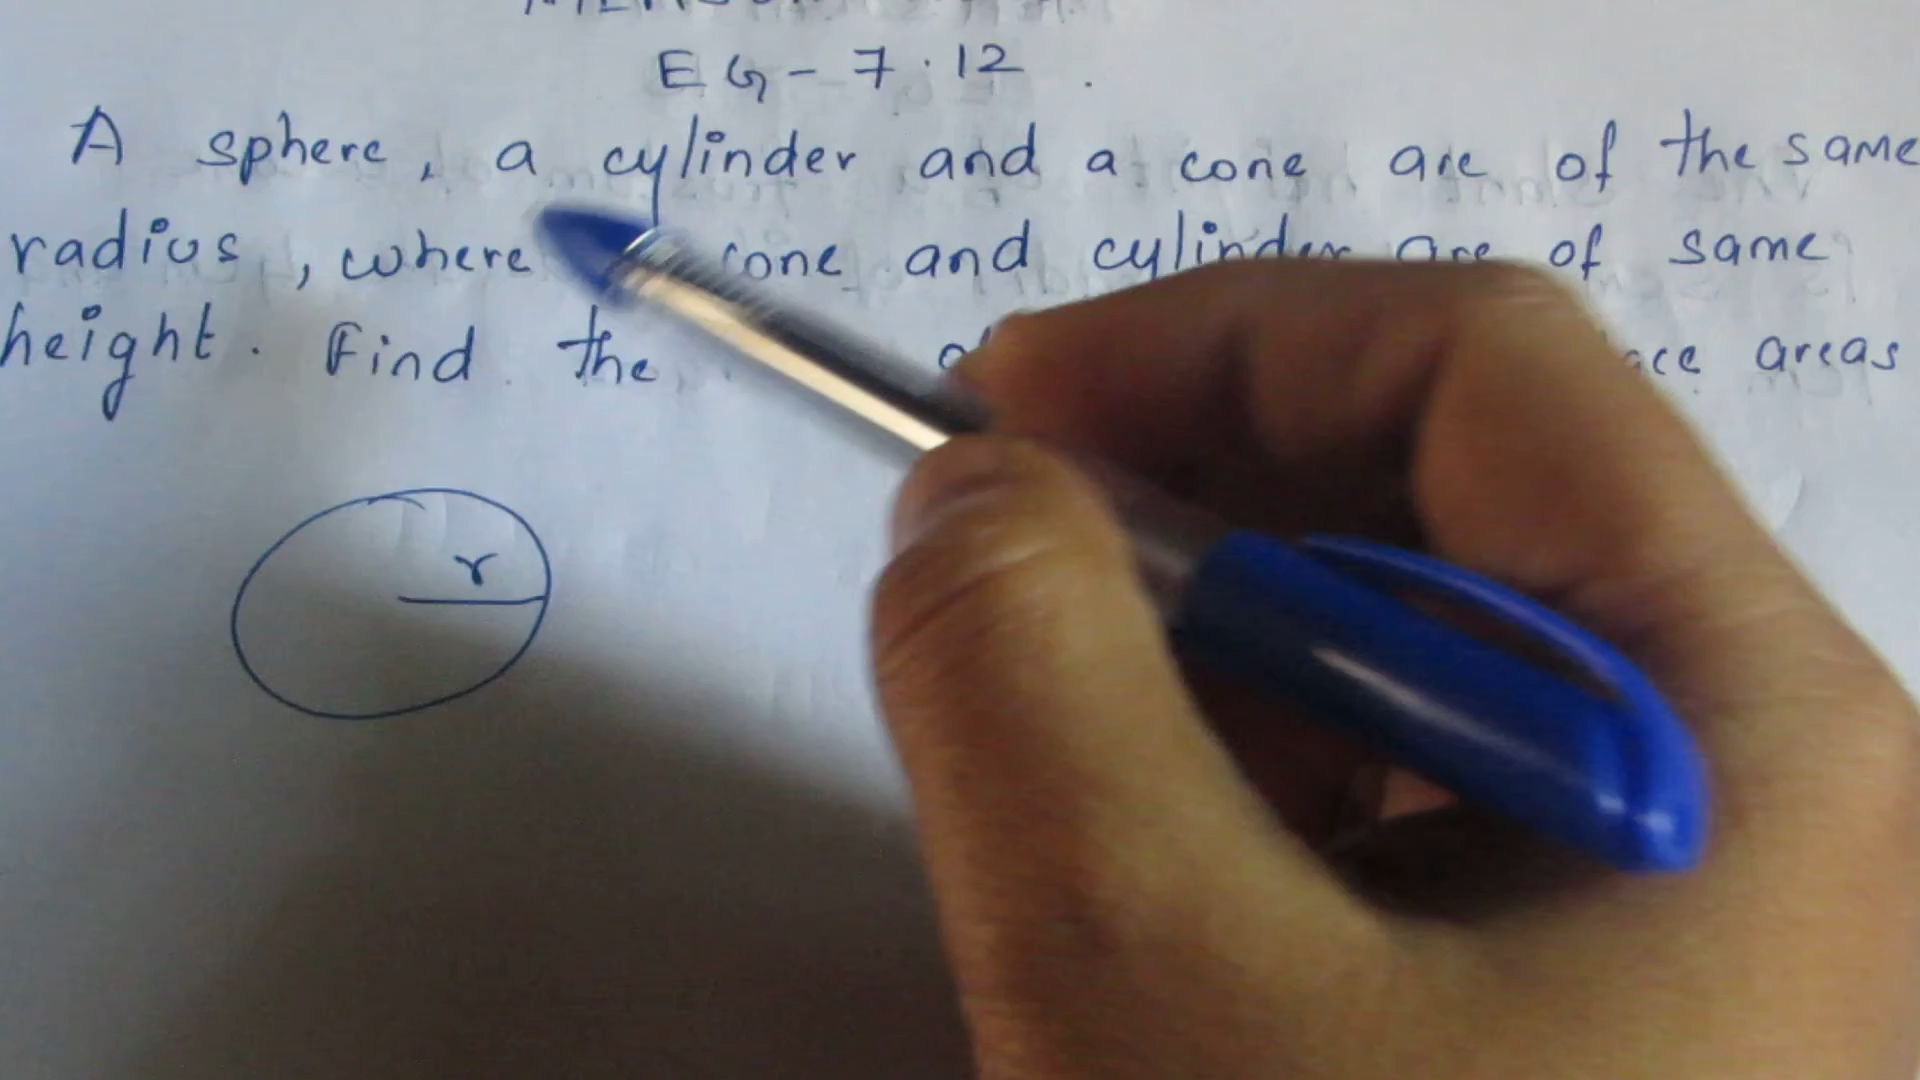 EG - 7.12
A sphere, a cylinder and a cone are of the same
radius, where cone and cylinder are of same
height. Find the areas
r